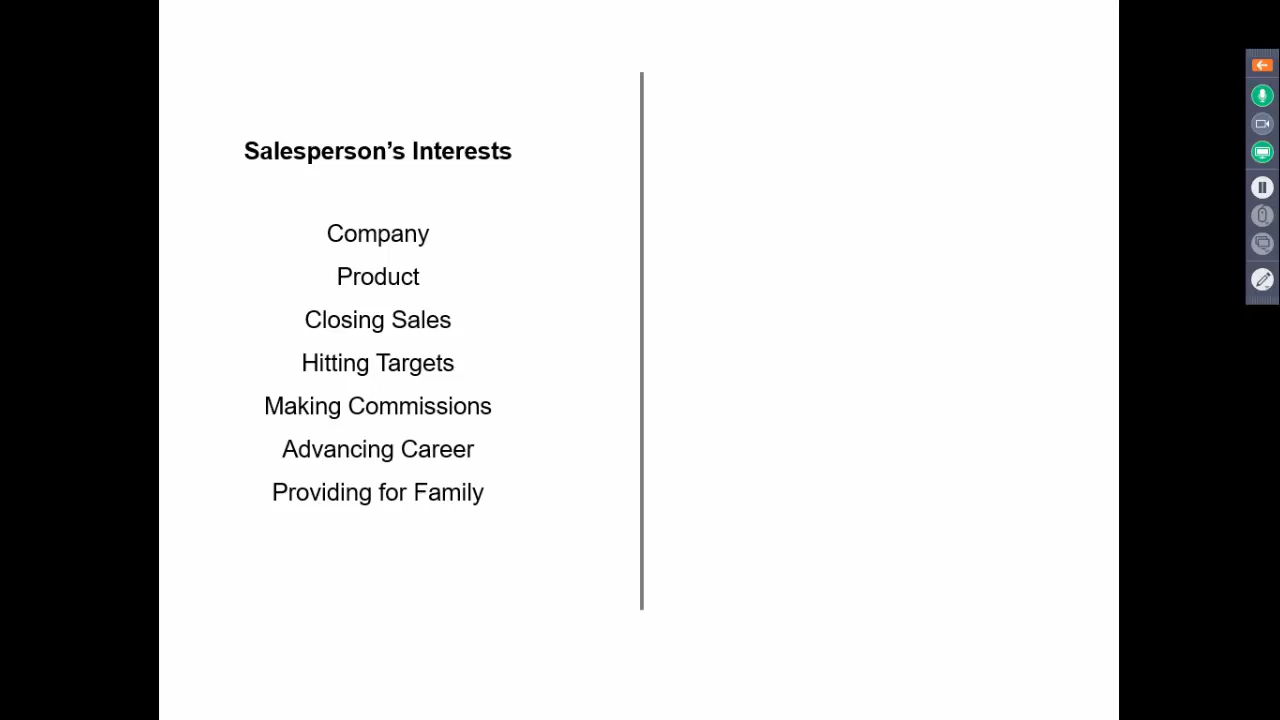 Salesperson’s Interests
Company
Product
Closing Sales
Hitting Targets
Making Commissions
Advancing Career
Providing for Family